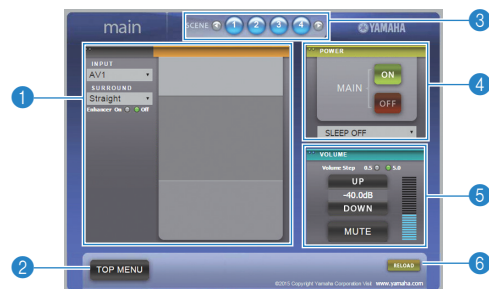 main
SCENE 1 2 3 4
YAMAHA
3
INPUT
AV1
SURROUND
Straight
Enhancer On Off
1
POWER
MAIN
ON
OFF
SLEEP OFF
4
VOLUME
Volume Step 0.5 5.0
UP
-40.0dB
DOWN
MUTE
5
2
TOP MENU
RELOAD
6
©2015 Copyright Yamaha Corporation Visit www.yamaha.com